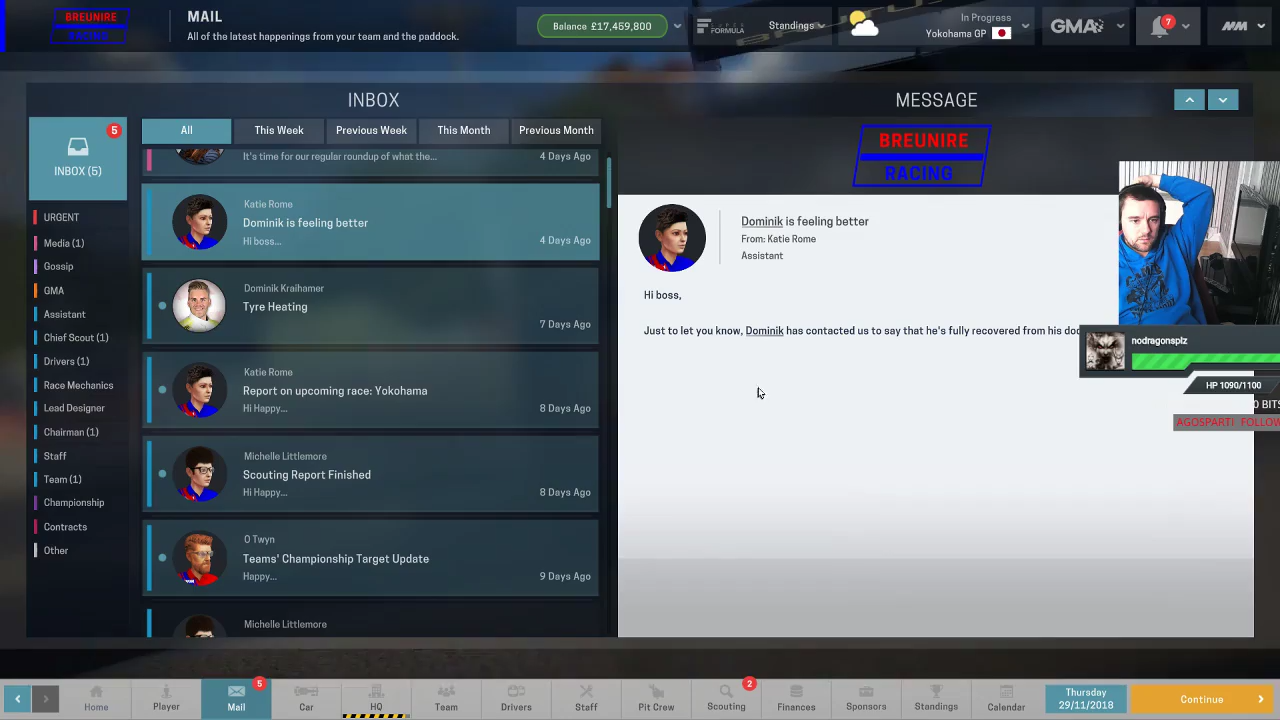 BREUNIRE
RACING
MAIL
All of the latest happenings from your team and the paddock.
Balance £17,459,800
FORMULA
Standings
In Progress
Yokohama GP
GMA
7
INBOX
MESSAGE
5
INBOX (5)
All
This Week
Previous Week
This Month
Previous Month
It's time for our regular roundup of what the...
4 Days Ago
Katie Rome
Dominik is feeling better
Hi boss...
4 Days Ago
Dominik Kraihamer
Tyre Heating
7 Days Ago
Katie Rome
Report on upcoming race: Yokohama
Hi Happy...
8 Days Ago
Michelle Littlemore
Scouting Report Finished
Hi Happy...
8 Days Ago
O Twyn
Teams' Championship Target Update
Happy...
9 Days Ago
Michelle Littlemore
URGENT
Media (1)
Gossip
GMA
Assistant
Chief Scout (1)
Drivers (1)
Race Mechanics
Lead Designer
Chairman (1)
Staff
Team (1)
Championship
Contracts
Other
BREUNIRE
RACING
Dominik is feeling better
From: Katie Rome
Assistant
Hi boss,
Just to let you know, Dominik has contacted us to say that he's fully recovered from his
nodragonsplz
HP 1090/1100
0 BITS
AGOSPARTI FOLLOW
Home
Player
5
Mail
Car
HQ
Team
Drivers
Staff
Pit Crew
2
Scouting
Finances
Sponsors
Standings
Calendar
Thursday
29/11/2018
Continue